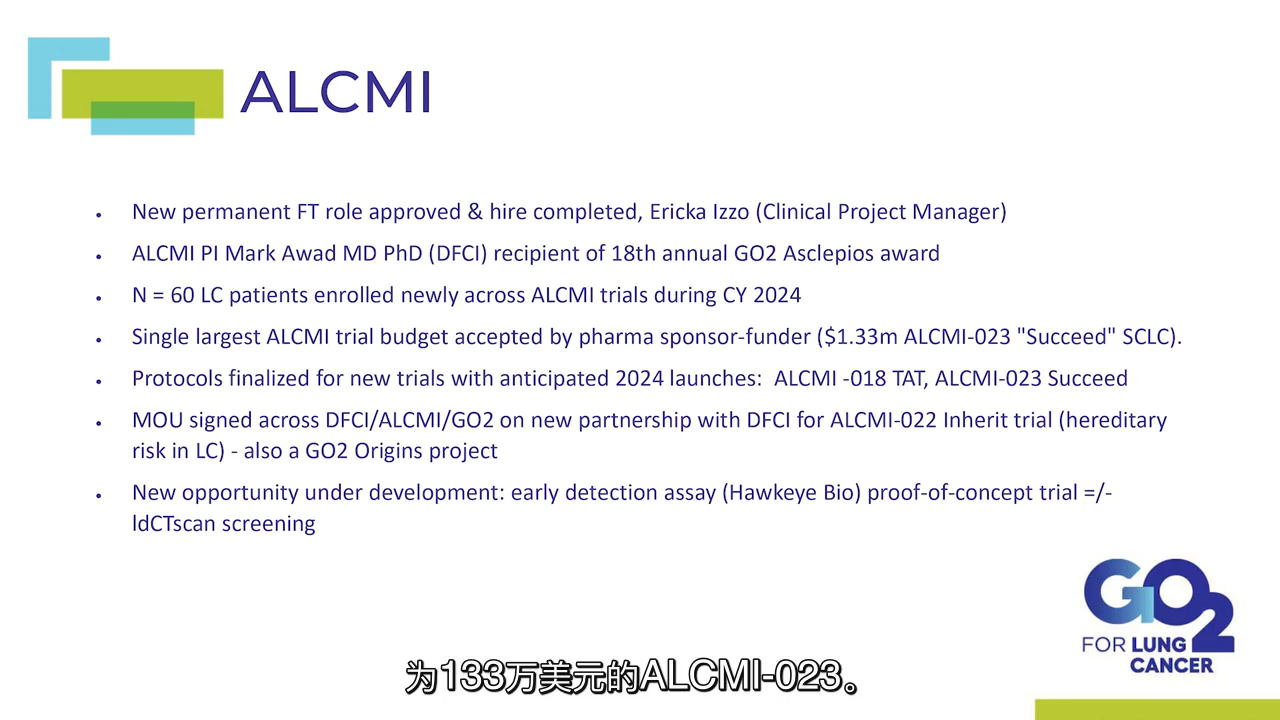 ALCMI
• New permanent FT role approved & hire completed, Ericka Izzo (Clinical Project Manager)
• ALCMI PI Mark Awad MD PhD (DFCI) recipient of 18th annual GO2 Asclepios award
• N = 60 LC patients enrolled newly across ALCMI trials during CY 2024
• Single largest ALCMI trial budget accepted by pharma sponsor-funder ($1.33m ALCMI-023 "Succeed" SCLC).
• Protocols finalized for new trials with anticipated 2024 launches:  ALCMI -018 TAT, ALCMI-023 Succeed
• MOU signed across DFCI/ALCMI/GO2 on new partnership with DFCI for ALCMI-022 Inherit trial (hereditary
risk in LC) - also a GO2 Origins project
• New opportunity under development: early detection assay (Hawkeye Bio) proof-of-concept trial =/-
ldCTscan screening
GO2
FOR LUNG
CANCER
为133万美元的ALCMI-023。